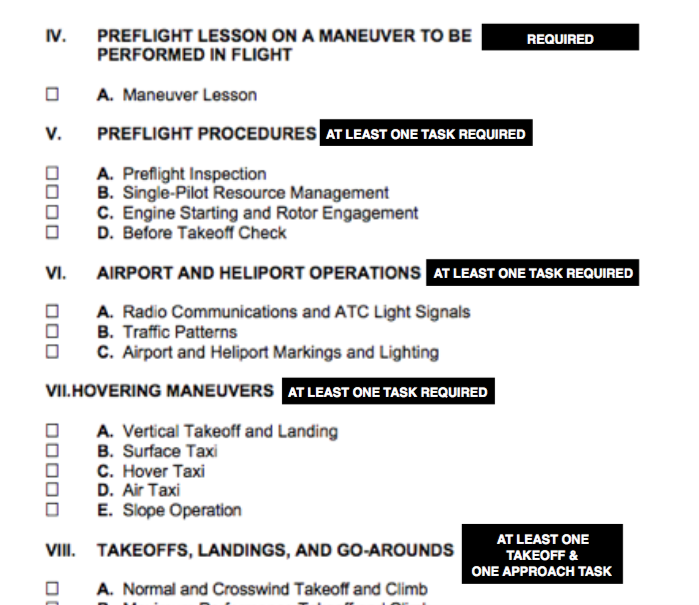 IV. PREFLIGHT LESSON ON A MANEUVER TO BE REQUIRED
PERFORMED IN FLIGHT
A. Maneuver Lesson
V. PREFLIGHT PROCEDURES AT LEAST ONE TASK REQUIRED
A. Preflight Inspection
B. Single-Pilot Resource Management
C. Engine Starting and Rotor Engagement
D. Before Takeoff Check
VI. AIRPORT AND HELIPORT OPERATIONS AT LEAST ONE TASK REQUIRED
A. Radio Communications and ATC Light Signals
B. Traffic Patterns
C. Airport and Heliport Markings and Lighting
VII.HOVERING MANEUVERS AT LEAST ONE TASK REQUIRED
A. Vertical Takeoff and Landing
B. Surface Taxi
C. Hover Taxi
D. Air Taxi
E. Slope Operation
VIII. TAKEOFFS, LANDINGS, AND GO-AROUNDS
AT LEAST ONE
TAKEOFF &
ONE APPROACH TASK
A. Normal and Crosswind Takeoff and Climb